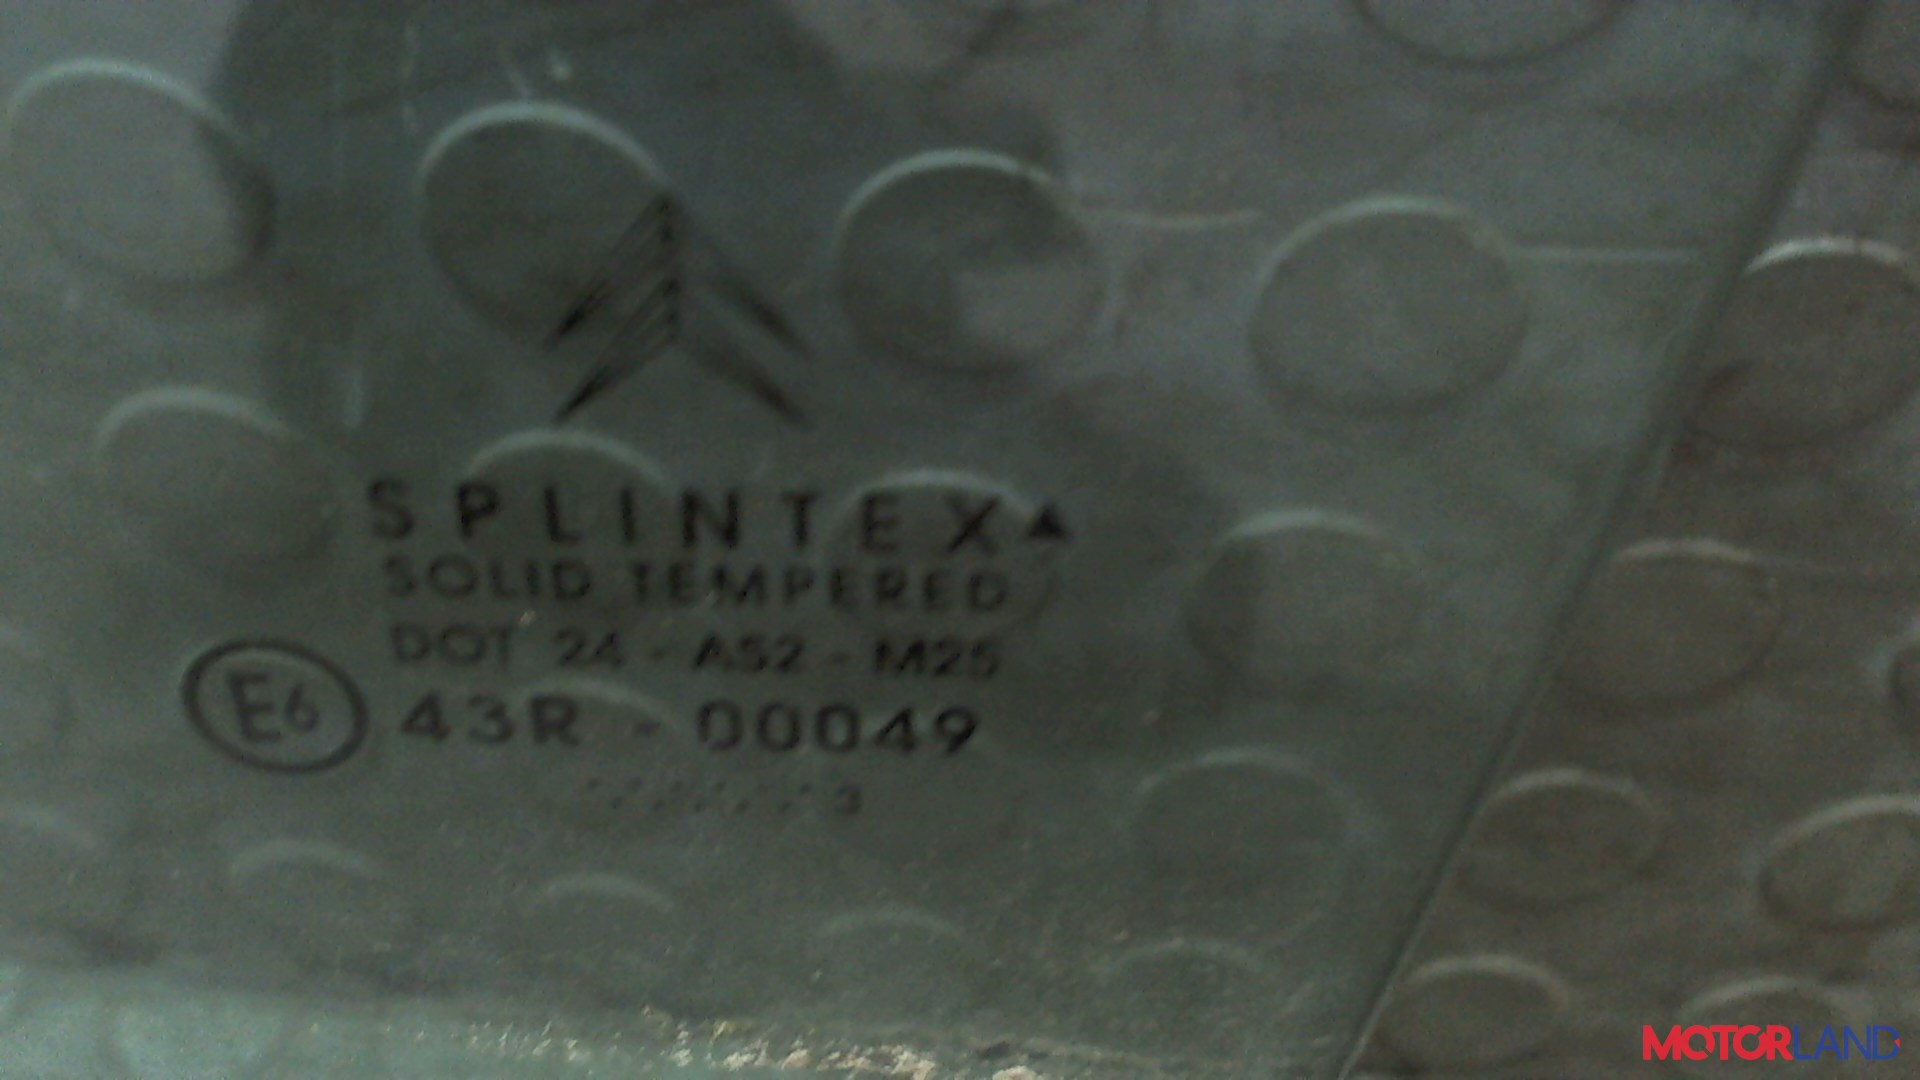 SPLINTEX
SOLID TEMPERED
DOT 24 - AS2 - M25
E6 43R - 00049
MOTORLAND